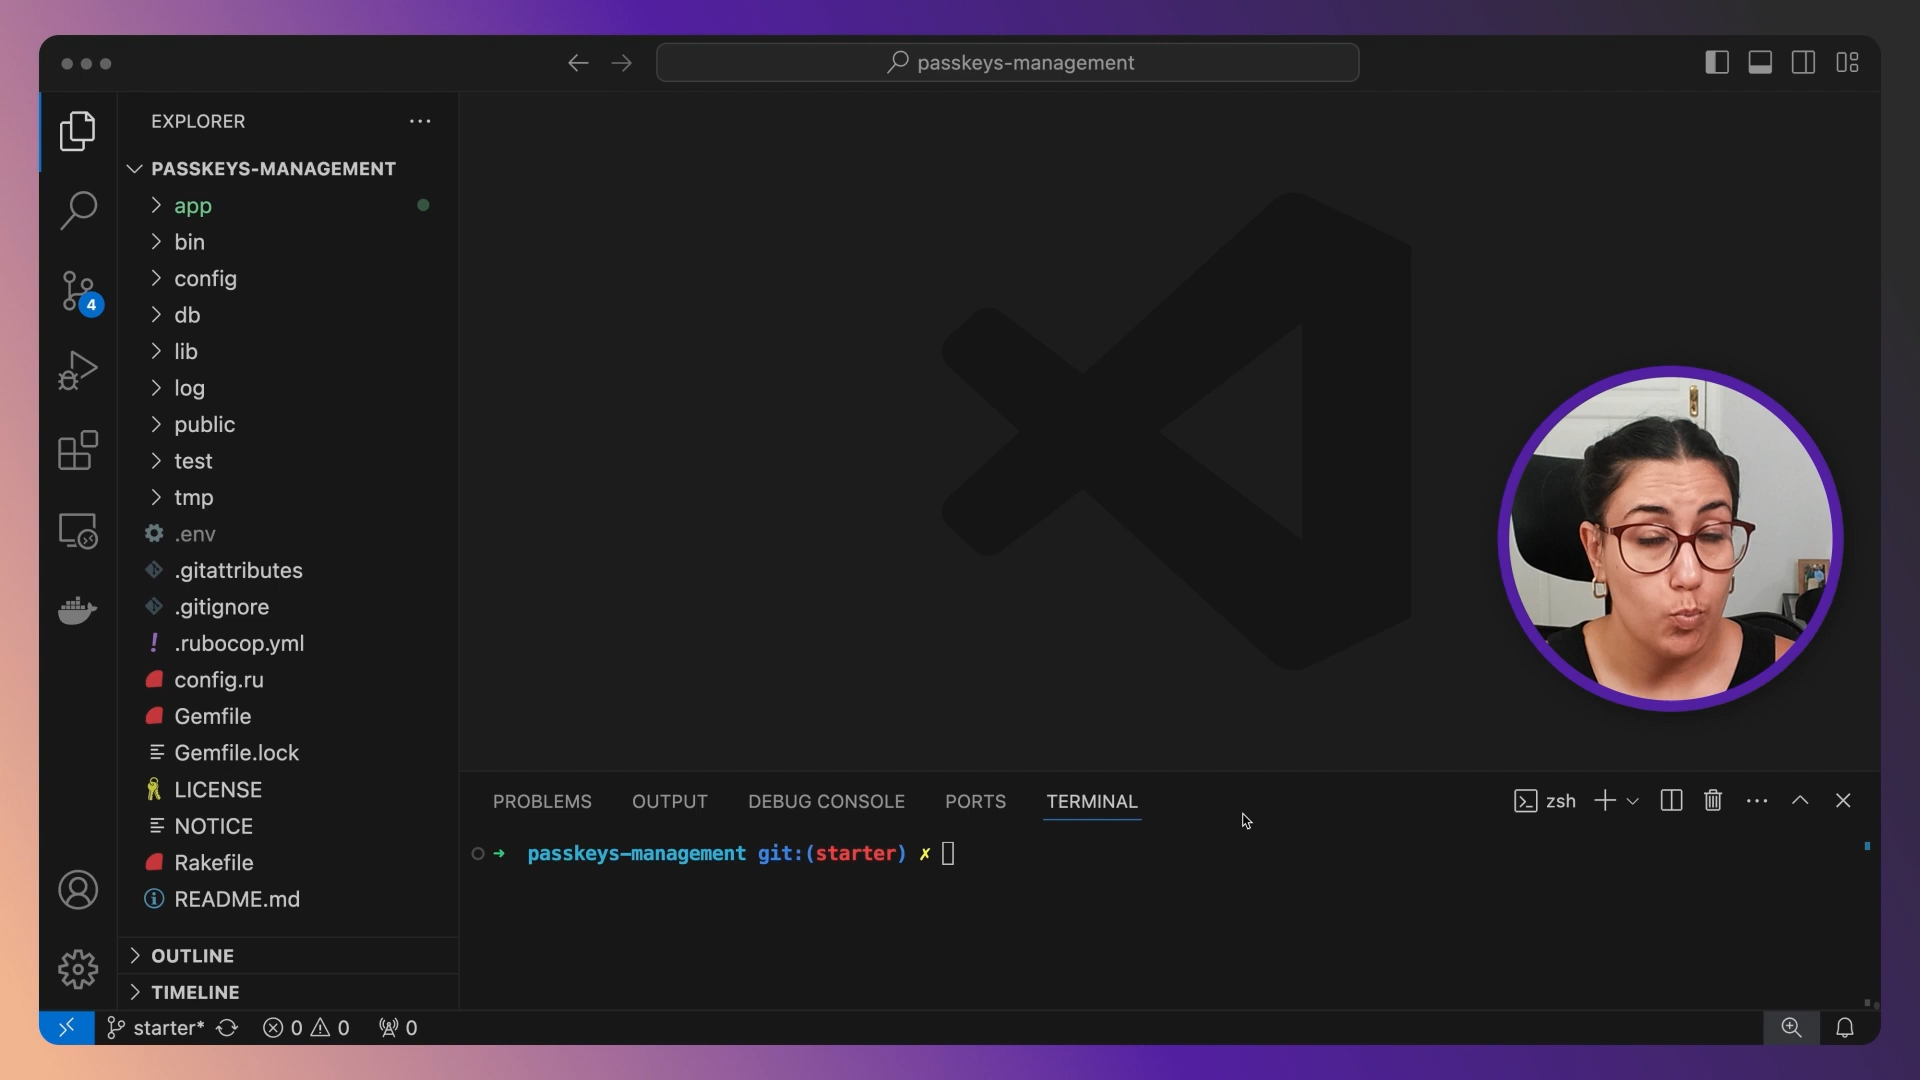 passkeys-management
EXPLORER
PASSKEYS-MANAGEMENT
app
bin
config
db
lib
log
public
test
tmp
.env
.gitattributes
.gitignore
.rubocop.yml
config.ru
Gemfile
Gemfile.lock
LICENSE
NOTICE
Rakefile
README.md
OUTLINE
TIMELINE
4
PROBLEMS OUTPUT DEBUG CONSOLE PORTS TERMINAL zsh
➜ passkeys-management git:(starter) ✗
starter* 0 0 0